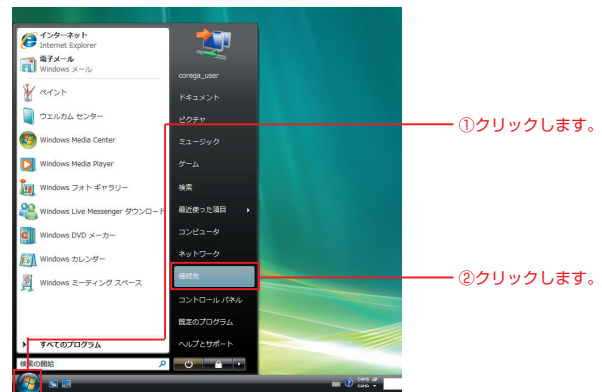 インターネット
Internet Explorer
電子メール
Windows メール
ペイント
ウェルカム センター
Windows Media Center
Windows Media Player
Windows フォト ギャラリー
Windows Live Messenger ダウンロード
Windows DVD メーカー
Windows カレンダー
Windows ミーティング スペース
すべてのプログラム
検索の開始
corega_user
ドキュメント
ピクチャ
ミュージック
ゲーム
検索
最近使った項目
コンピュータ
ネットワーク
接続先
コントロール パネル
既定のプログラム
ヘルプとサポート
CAPS
KANA
①クリックします。
②クリックします。